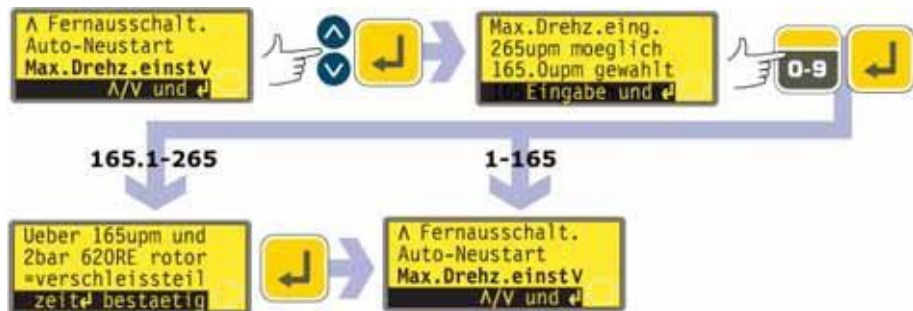 Λ Fernausschalt.
Auto-Neustart
Max.Drehz.einstV
Λ/V und ↲
Max.Drehz.eing.
265upm moeglich
165.0upm gewahlt
Eingabe und ↲
0-9
165.1-265
1-165
Ueber 165upm und
2bar 620RE rotor
=verschleissteil
zeit↲ bestaetig
Λ Fernausschalt.
Auto-Neustart
Max.Drehz.einstV
Λ/V und ↲